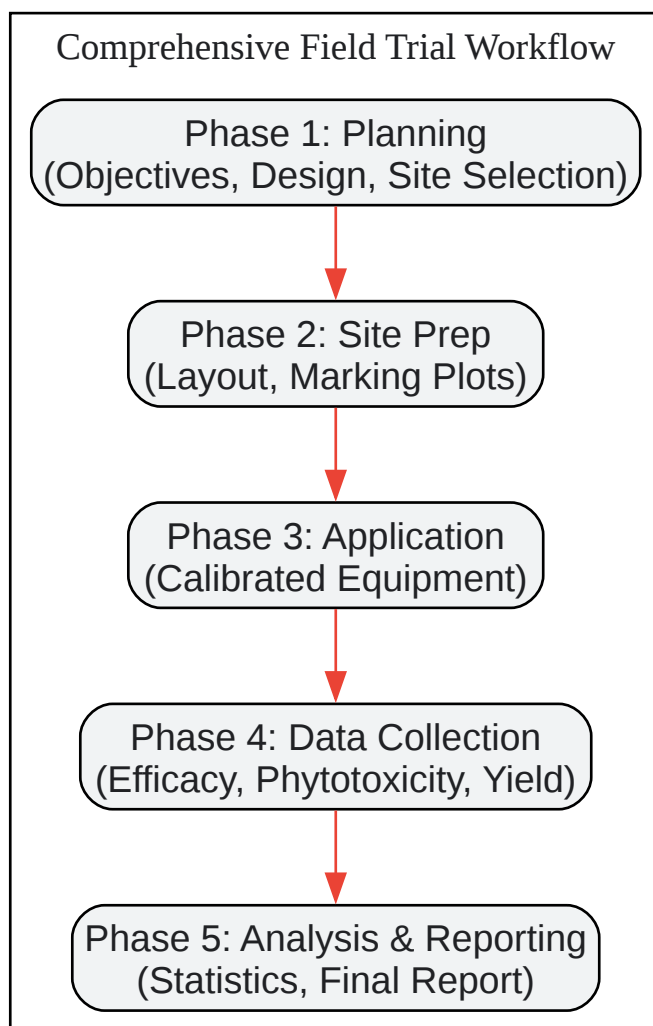 Comprehensive Field Trial Workflow
Phase 1: Planning
(Objectives, Design, Site Selection)
Phase 2: Site Prep
(Layout, Marking Plots)
Phase 3: Application
(Calibrated Equipment)
Phase 4: Data Collection
(Efficacy, Phytotoxicity, Yield)
Phase 5: Analysis & Reporting
(Statistics, Final Report)